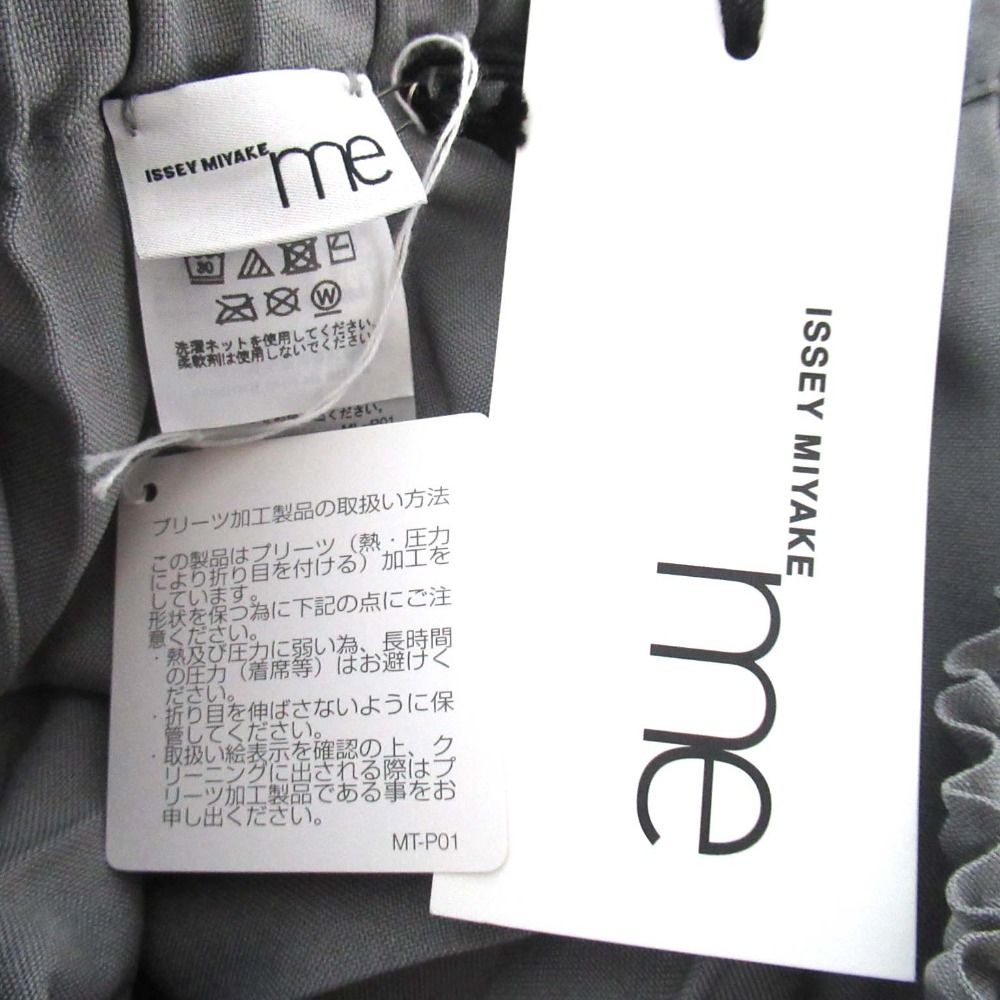 ISSEY MIYAKE me
30
W
洗濯ネットを使用してください。
柔軟剤は使用しないでください。
ください。
プリーツ加工製品の取扱い方法
この製品はプリーツ（熱・圧力
により折り目を付ける）加工を
しています。
形状を保つ為に下記の点にご注
意ください。
・熱及び圧力に弱い為、長時間
の圧力（着席等）はお避けく
ださい。
・折り目を伸ばさないように保
管してください。
・取扱い絵表示を確認の上、ク
リーニングに出される際はプ
リーツ加工製品である事をお
申し出ください。
MT-P01
ISSEY MIYAKE
me